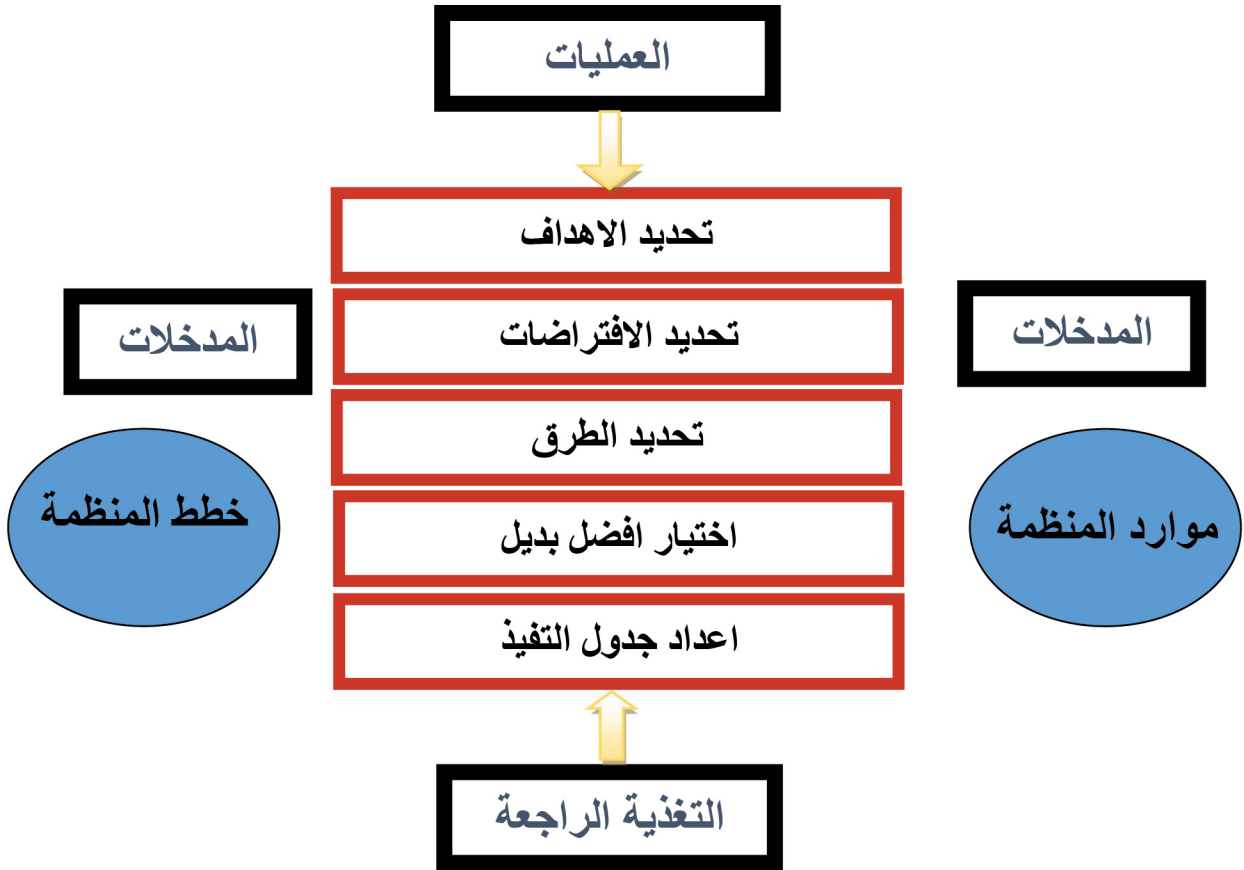 العمليات
تحديد الاهداف
المدخلات
تحديد الافتراضات
المدخلات
تحديد الطرق
موارد المنظمة
اختيار افضل بديل
خطط المنظمة
اعداد جدول التفيذ
التغذية الراجعة